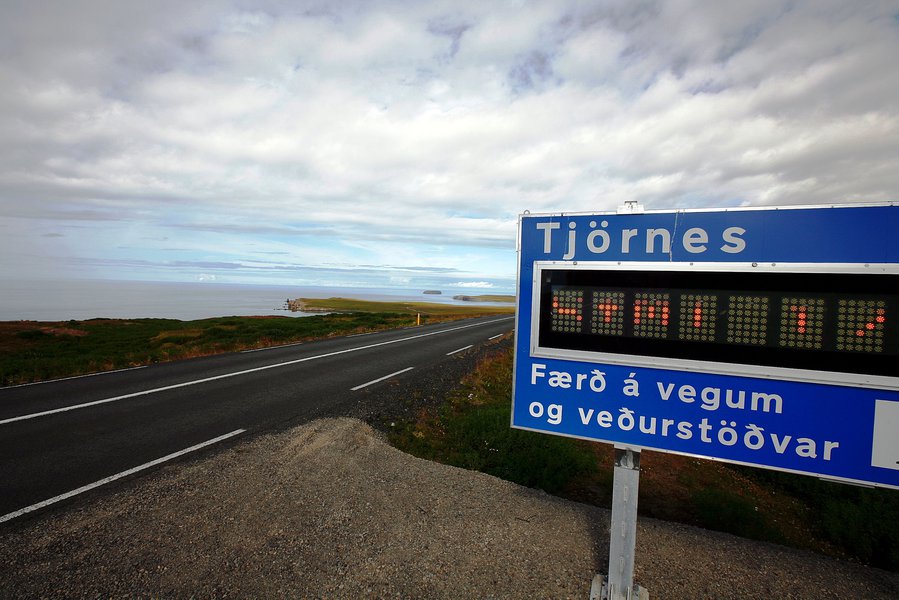 Tjörnes
Færð á vegum
og veðurstöðvar